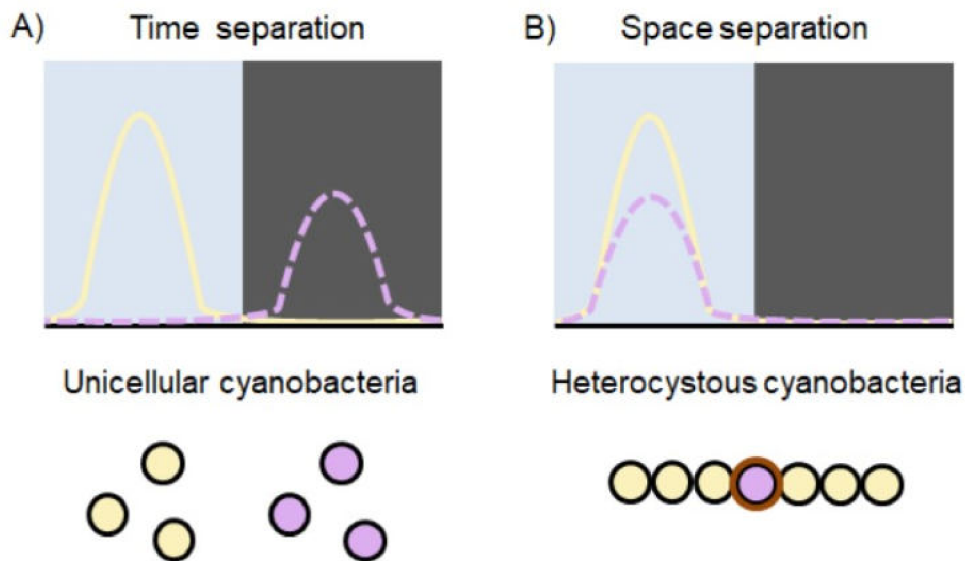 A) Time separation
B) Space separation
Unicellular cyanobacteria
Heterocystous cyanobacteria